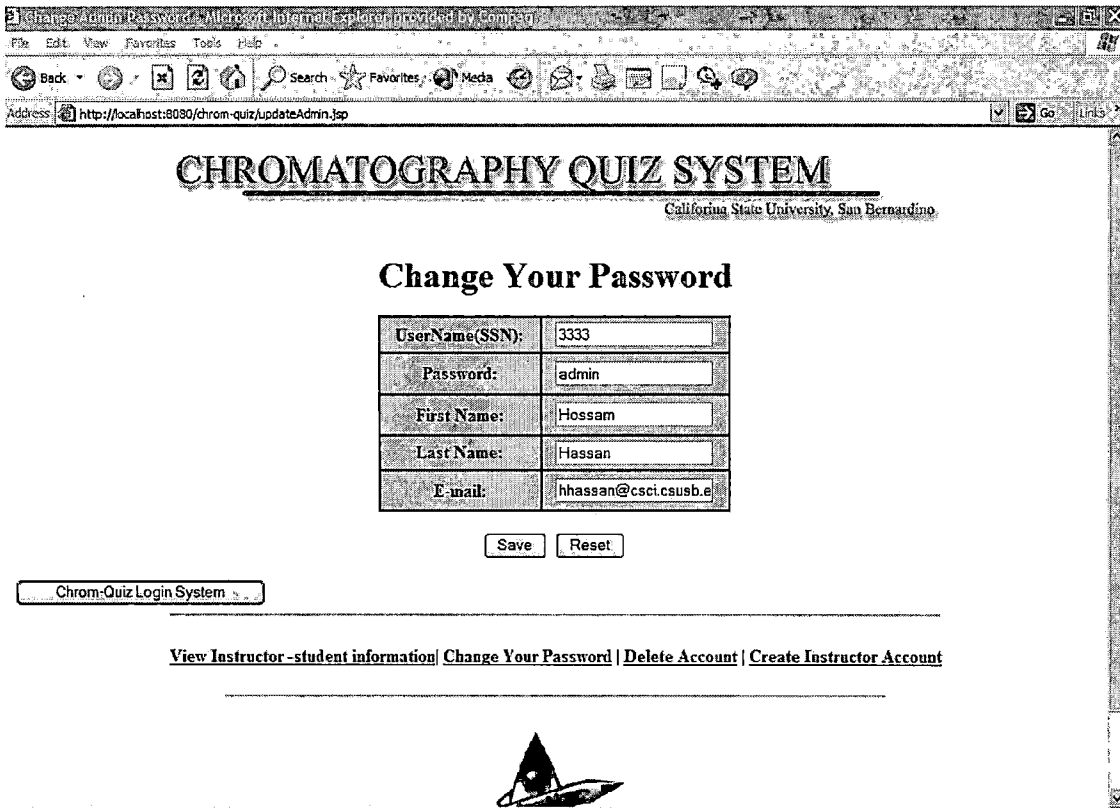 Change Admin Password - Microsoft Internet Explorer provided by Compaq
File Edit View Favorites Tools Help
Back Search Favorites Media
Address http://localhost:8080/chrom-quiz/updateAdmin.jsp Go Links »
CHROMATOGRAPHY QUIZ SYSTEM
California State University, San Bernardino
Change Your Password
UserName(SSN): 3333
Password: admin
First Name: Hossam
Last Name: Hassan
E-mail: hhassan@csci.csusb.e
Save Reset
Chrom-Quiz Login System
View Instructor-student information| Change Your Password | Delete Account | Create Instructor Account